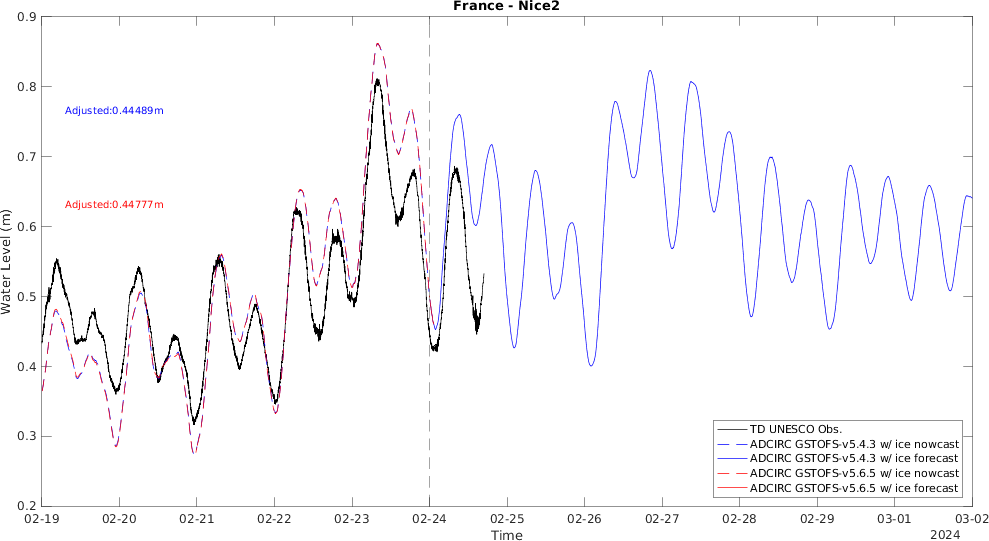 France - Nice2
0.9
0.8
0.7
0.6
0.5
0.4
0.3
0.2
Water Level (m)
Adjusted:0.44489m
Adjusted:0.44777m
TD UNESCO Obs.
ADCIRC GSTOFS-v5.4.3 w/ ice nowcast
ADCIRC GSTOFS-v5.4.3 w/ ice forecast
ADCIRC GSTOFS-v5.6.5 w/ ice nowcast
ADCIRC GSTOFS-v5.6.5 w/ ice forecast
02-19 02-20 02-21 02-22 02-23 02-24 02-25 02-26 02-27 02-28 02-29 03-01 03-02
Time
2024